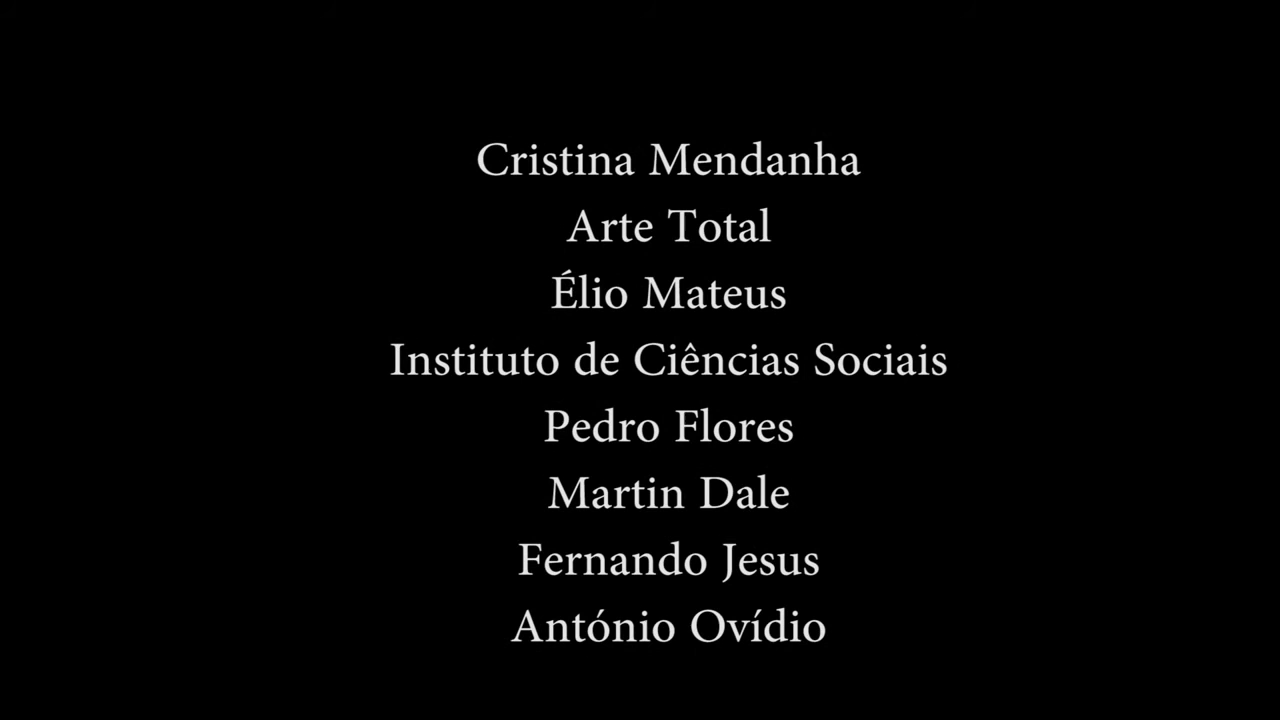 Cristina Mendanha
Arte Total
Élio Mateus
Instituto de Ciências Sociais
Pedro Flores
Martin Dale
Fernando Jesus
António Ovídio